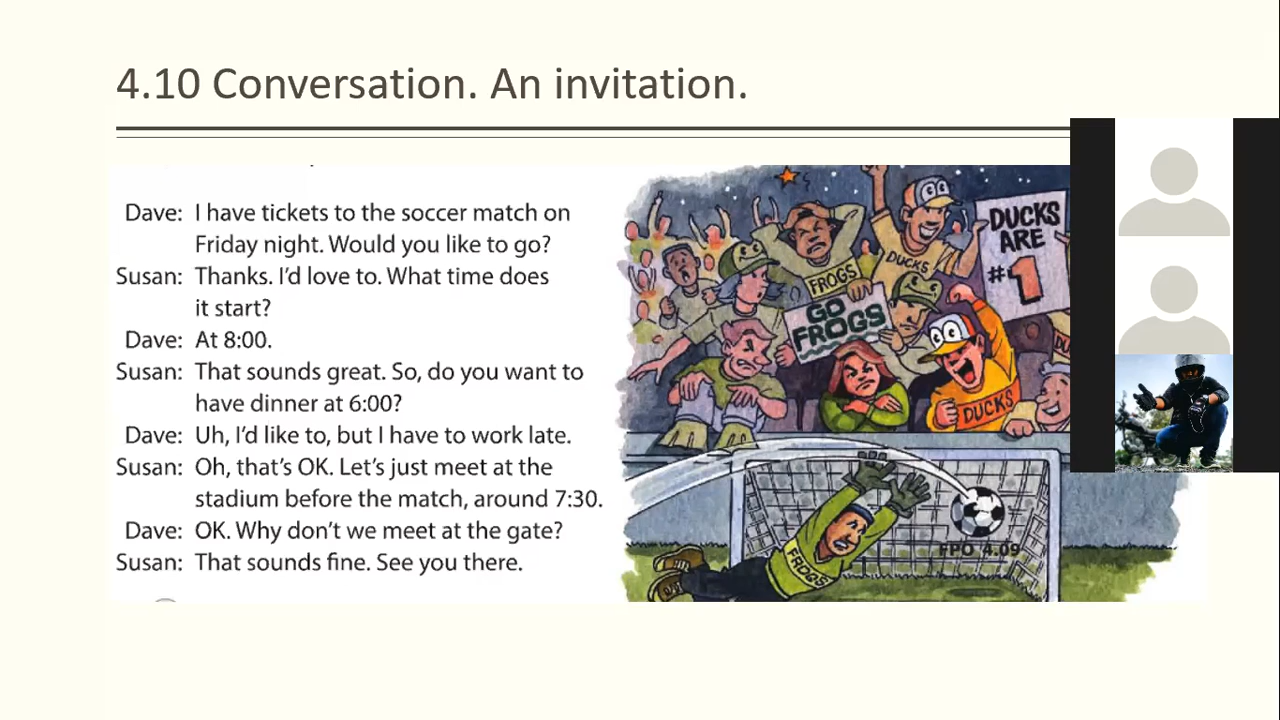 4.10 Conversation. An invitation.
Dave: I have tickets to the soccer match on
Friday night. Would you like to go?
Susan: Thanks. I'd love to. What time does
it start?
Dave: At 8:00.
Susan: That sounds great. So, do you want to
have dinner at 6:00?
Dave: Uh, I'd like to, but I have to work late.
Susan: Oh, that's OK. Let's just meet at the
stadium before the match, around 7:30.
Dave: OK. Why don't we meet at the gate?
Susan: That sounds fine. See you there.
DUCKS
ARE
#1
DUCKS
FROGS
GO
FROGS
DUCKS
FROGS
FPO 4.09